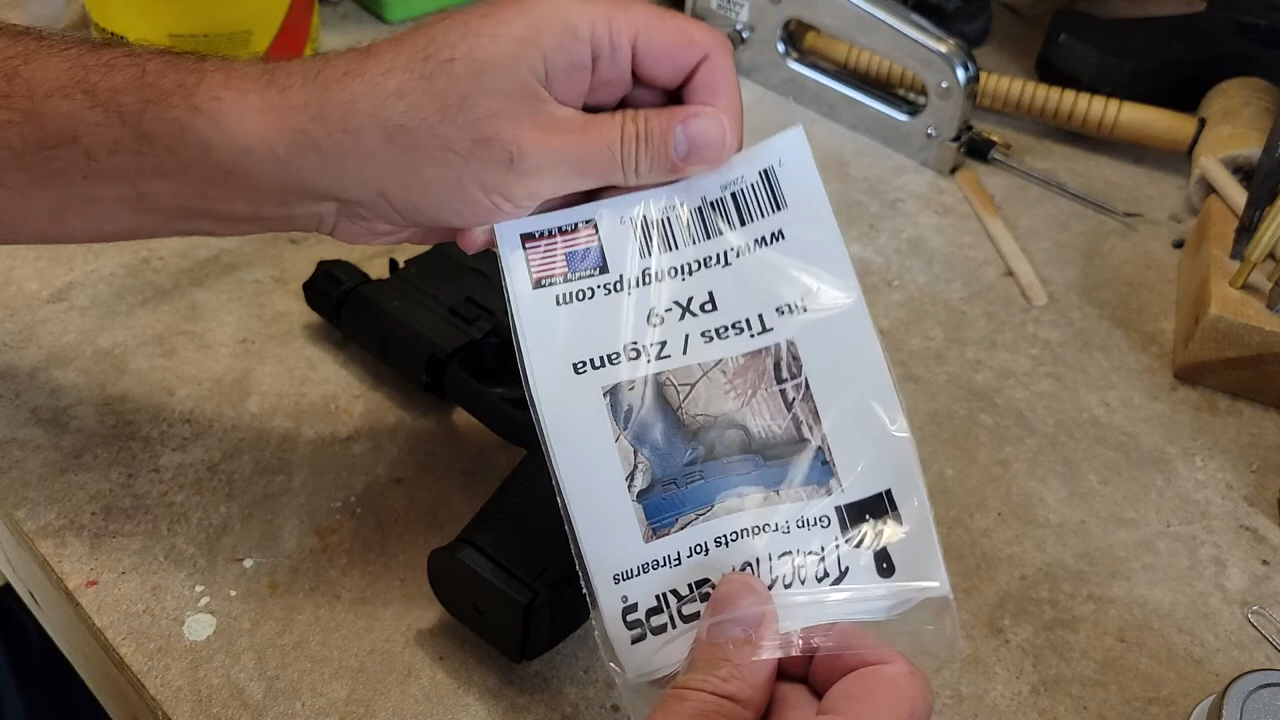 TRACTION GRIPS©
Grip Products for Firearms
fits Tisas / Zigana
PX-9
www.Tractiongrips.com
Proudly Made
In the U.S.A.